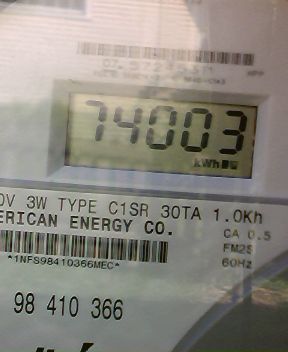 74003
kWh
0V 3W TYPE C1SR 30TA 1.0Kh
ERICAN ENERGY CO.
CA 0.5
FM2S
60Hz
*1NFS98410366MEC*
98 410 366